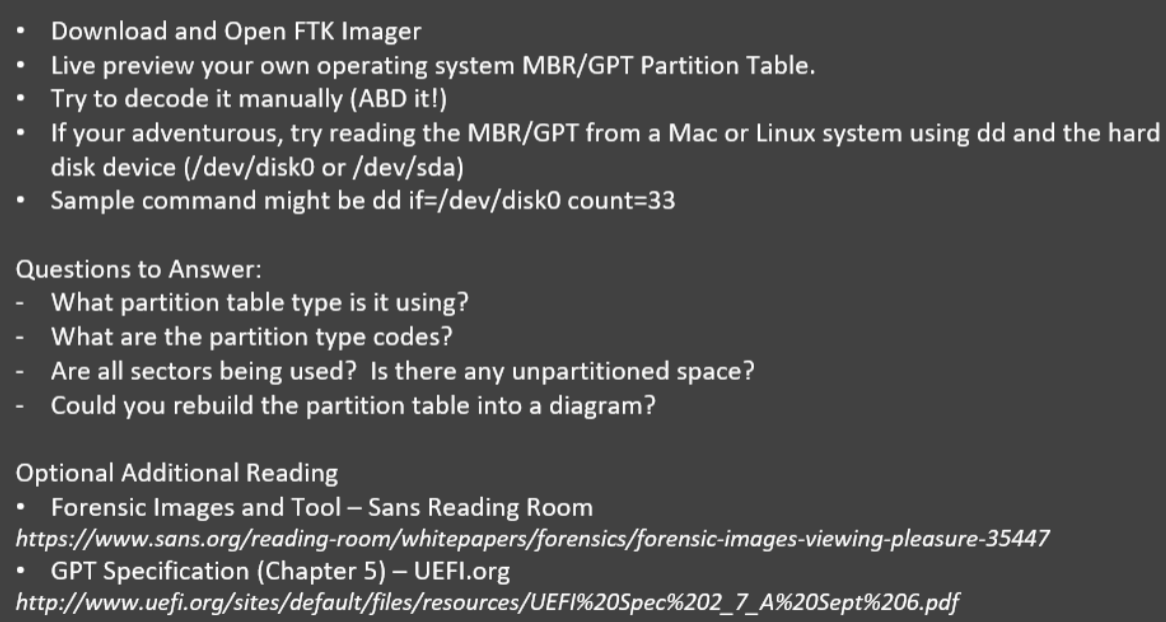 • Download and Open FTK Imager
• Live preview your own operating system MBR/GPT Partition Table.
• Try to decode it manually (ABD it!)
• If your adventurous, try reading the MBR/GPT from a Mac or Linux system using dd and the hard
disk device (/dev/disk0 or /dev/sda)
• Sample command might be dd if=/dev/disk0 count=33
Questions to Answer:
- What partition table type is it using?
- What are the partition type codes?
- Are all sectors being used?  Is there any unpartitioned space?
- Could you rebuild the partition table into a diagram?
Optional Additional Reading
• Forensic Images and Tool – Sans Reading Room
https://www.sans.org/reading-room/whitepapers/forensics/forensic-images-viewing-pleasure-35447
• GPT Specification (Chapter 5) – UEFI.org
http://www.uefi.org/sites/default/files/resources/UEFI%20Spec%202_7_A%20Sept%206.pdf